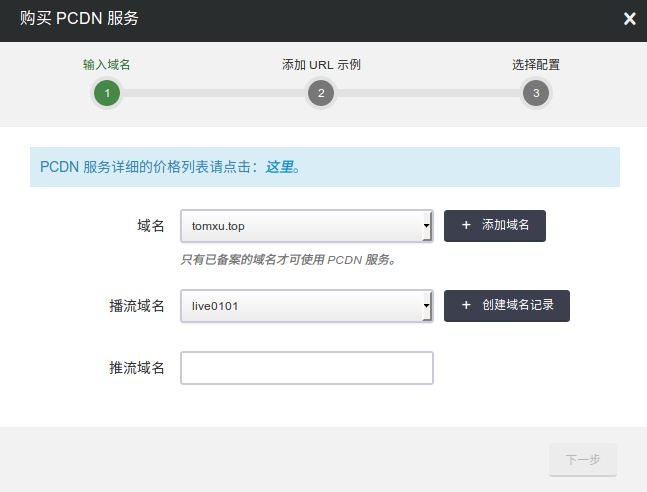 购买 PCDN 服务
输入域名 添加 URL 示例 选择配置
1 2 3
PCDN 服务详细的价格列表请点击：这里。
域名 tomxu.top + 添加域名
只有已备案的域名才可使用 PCDN 服务。
播流域名 live0101 + 创建域名记录
推流域名
下一步